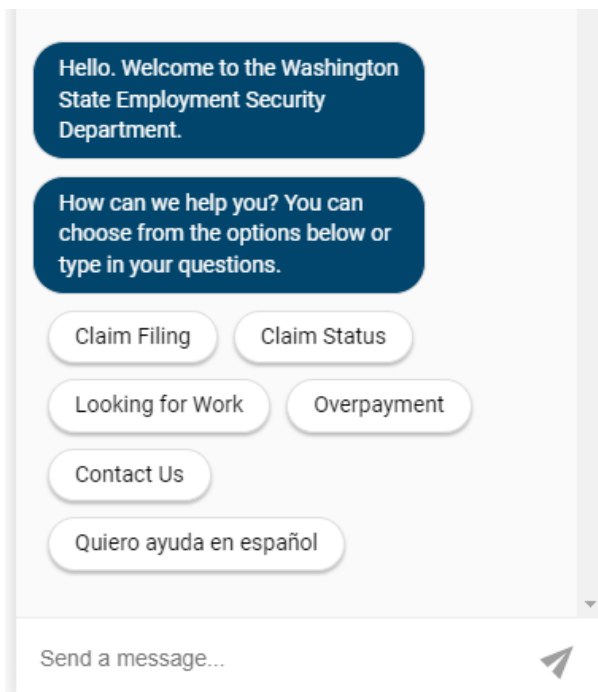 Hello. Welcome to the Washington
State Employment Security
Department.
How can we help you? You can
choose from the options below or
type in your questions.
Claim Filing
Claim Status
Looking for Work
Overpayment
Contact Us
Quiero ayuda en español
Send a message...